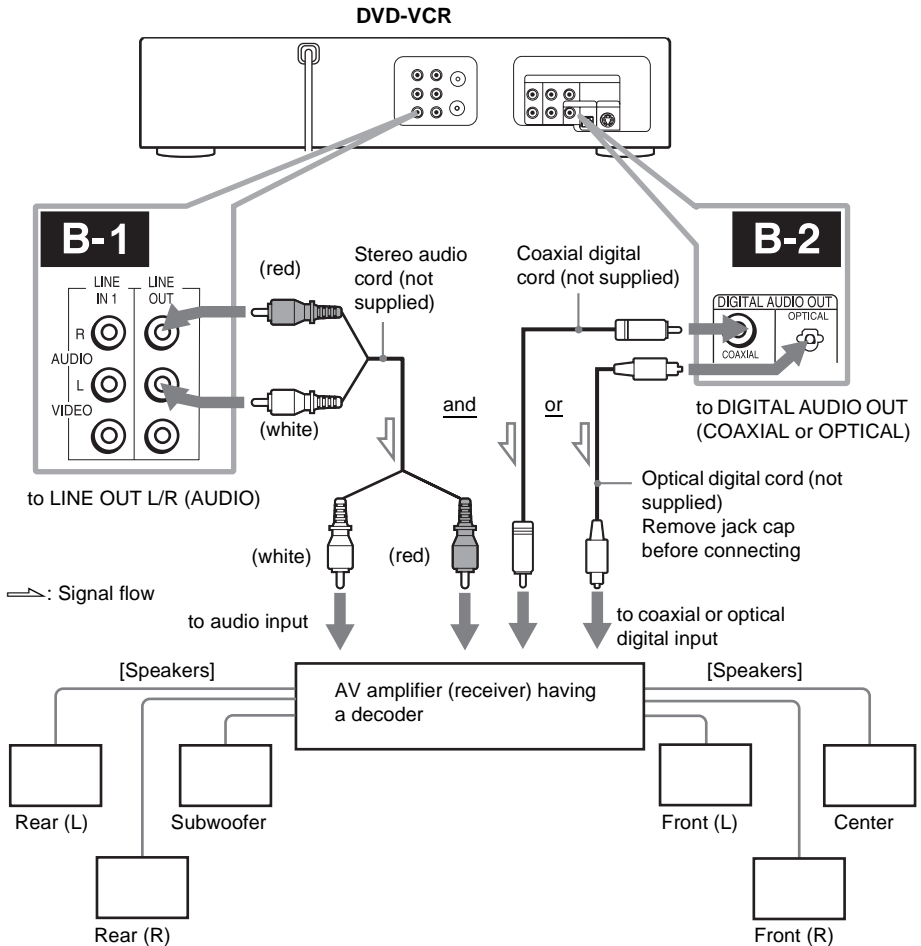 DVD-VCR
B-1
B-2
LINE
IN 1
LINE
OUT
R
AUDIO
L
VIDEO
(red)
Stereo audio
cord (not
supplied)
(white)
Coaxial digital
cord (not supplied)
DIGITAL AUDIO OUT
OPTICAL
COAXIAL
and
or
to DIGITAL AUDIO OUT
(COAXIAL or OPTICAL)
to LINE OUT L/R (AUDIO)
Optical digital cord (not
supplied)
Remove jack cap
before connecting
(white)
(red)
: Signal flow
to audio input
to coaxial or optical
digital input
[Speakers]
[Speakers]
AV amplifier (receiver) having
a decoder
Rear (L)
Subwoofer
Front (L)
Center
Rear (R)
Front (R)